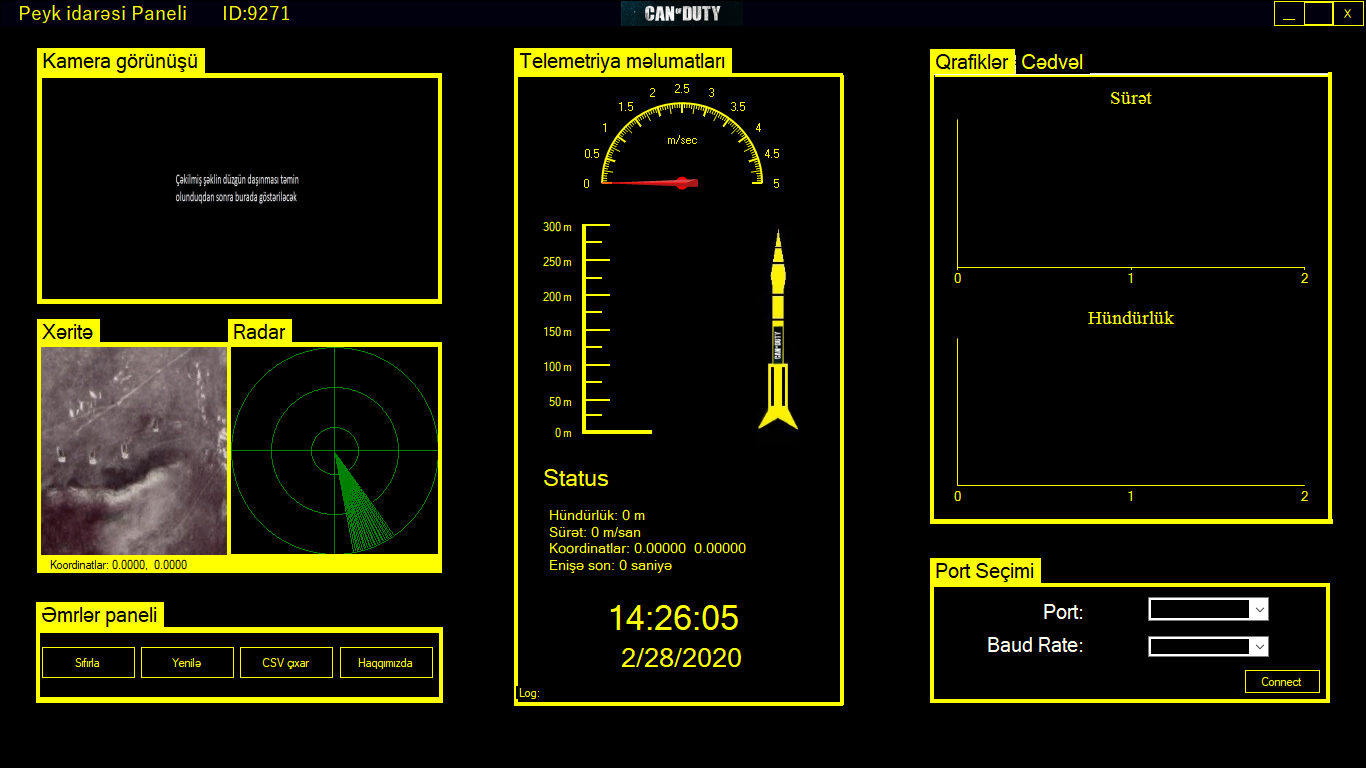 Peyk idarəsi Paneli ID:9271
CAN OF DUTY
X
Kamera görünüşü
Çəkilmiş şəklin düzgün daşınması təmin
olunduqdan sonra burada göstəriləcək
Xəritə
Radar
Koordinatlar: 0.0000, 0.0000
Əmrlər paneli
Sıfırla
Yenilə
CSV çıxar
Haqqımızda
Telemetriya məlumatları
0
0.5
1
1.5
2
2.5
3
3.5
4
4.5
5
m/sec
300 m
250 m
200 m
150 m
100 m
50 m
0 m
CAN OF DUTY
Status
Hündürlük: 0 m
Sürət: 0 m/san
Koordinatlar: 0.00000 0.00000
Enişə son: 0 saniyə
14:26:05
2/28/2020
Log:
Qrafiklər
Cədvəl
Sürət
0 1 2
Hündürlük
0 1 2
Port Seçimi
Port:
Baud Rate:
Connect